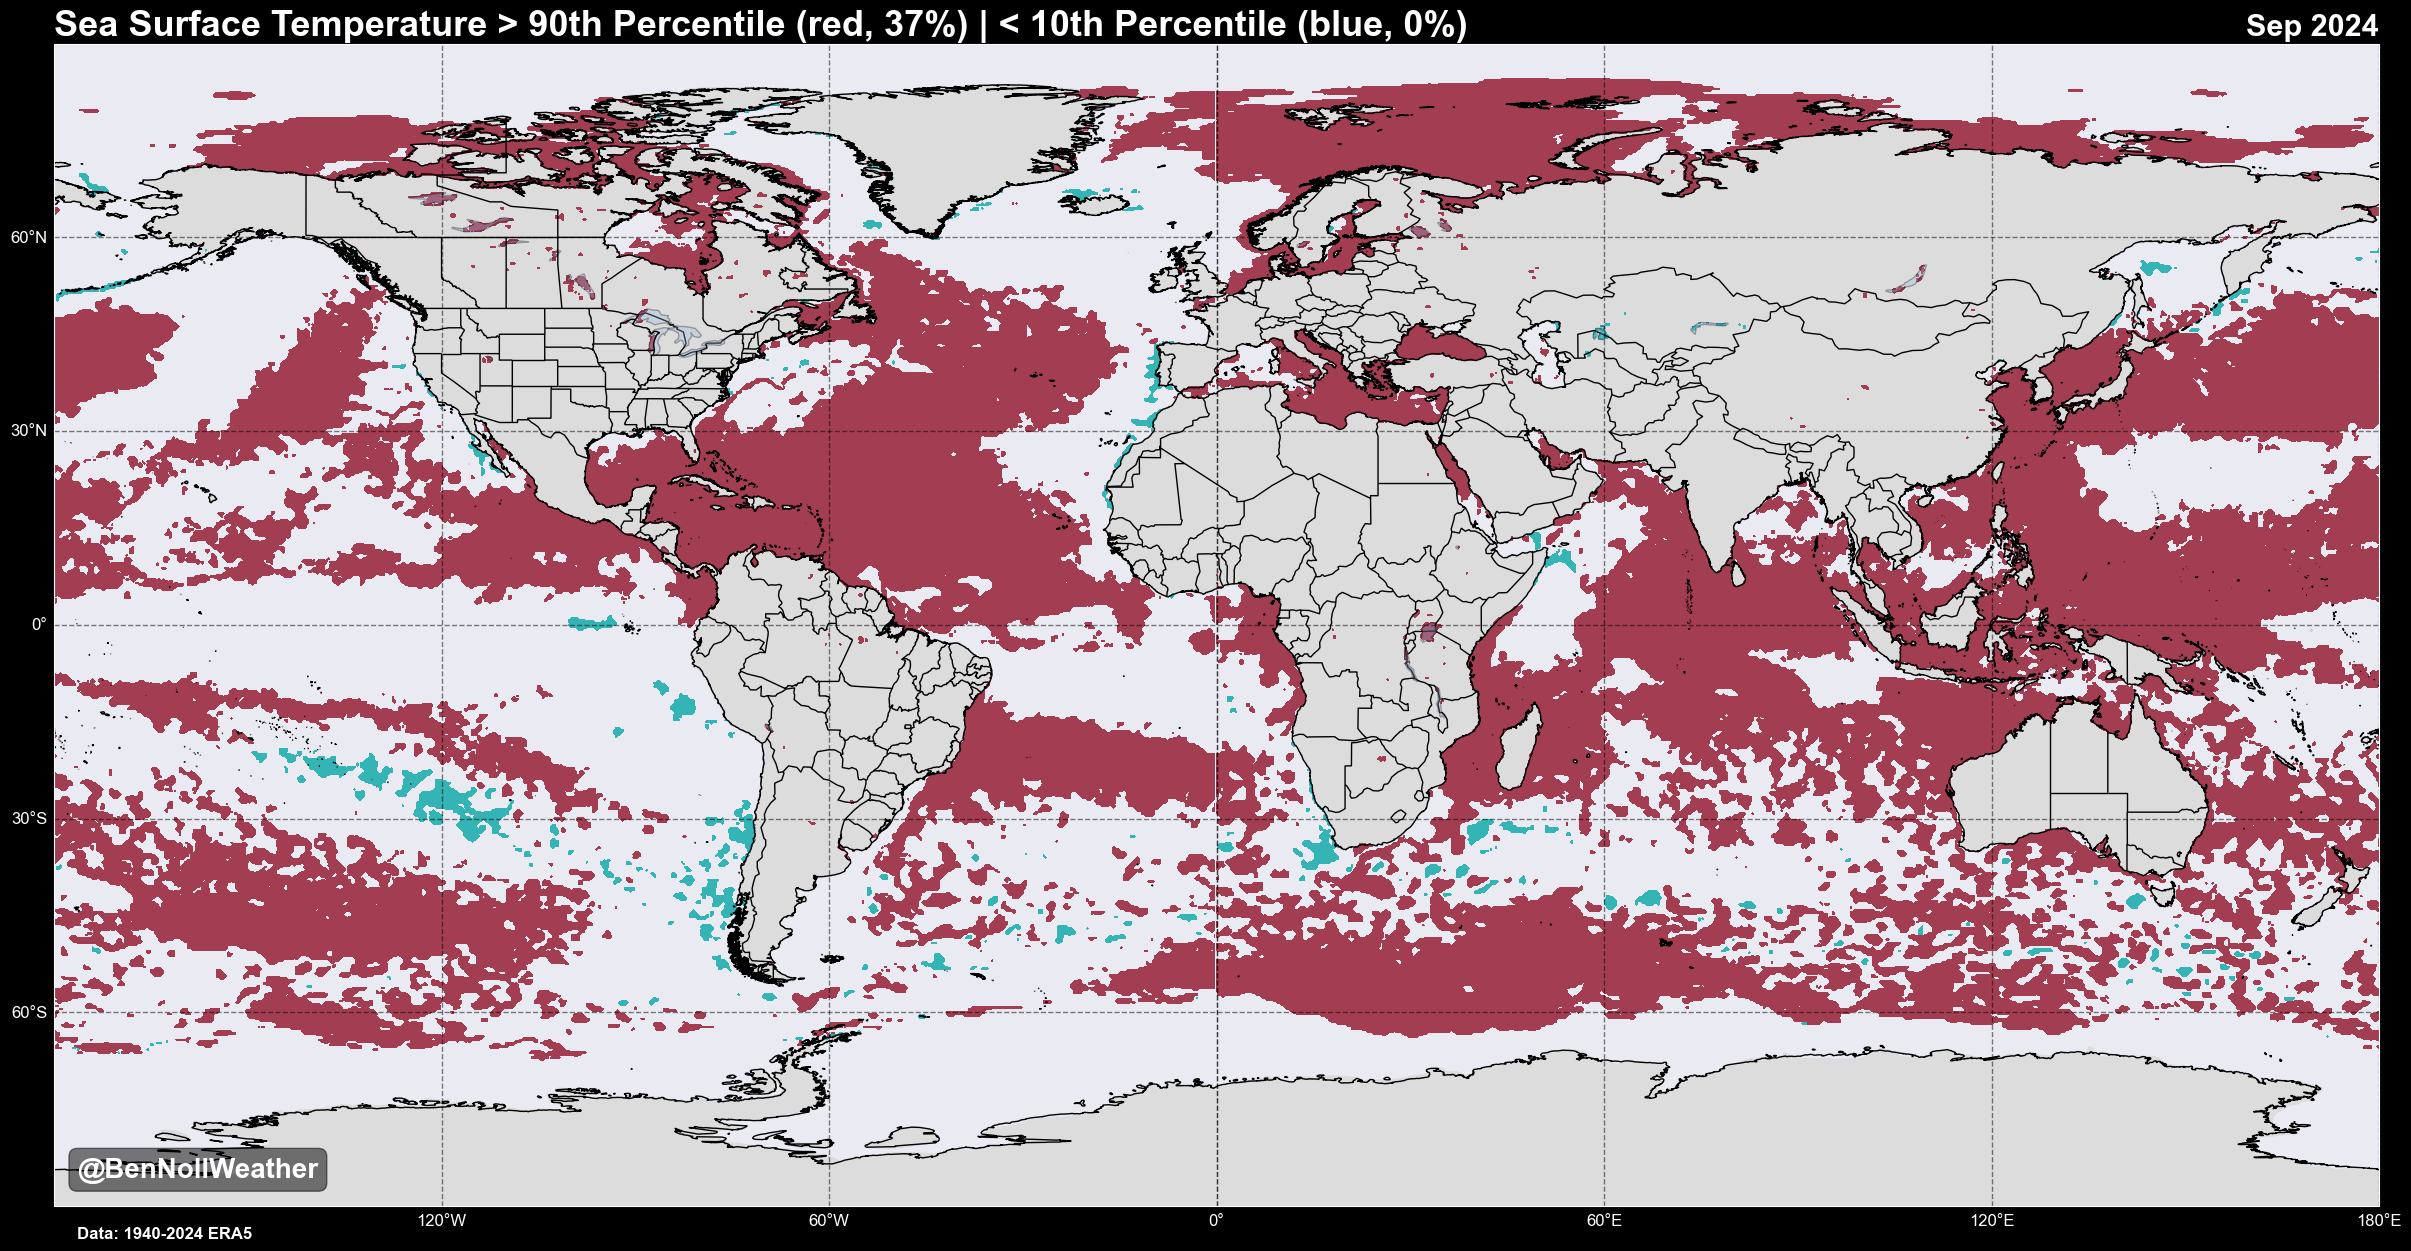 Sea Surface Temperature > 90th Percentile (red, 37%) | < 10th Percentile (blue, 0%)
Sep 2024
60°N
30°N
0°
30°S
60°S
@BenNollWeather
120°W
60°W
0°
60°E
120°E
180°E
Data: 1940-2024 ERA5